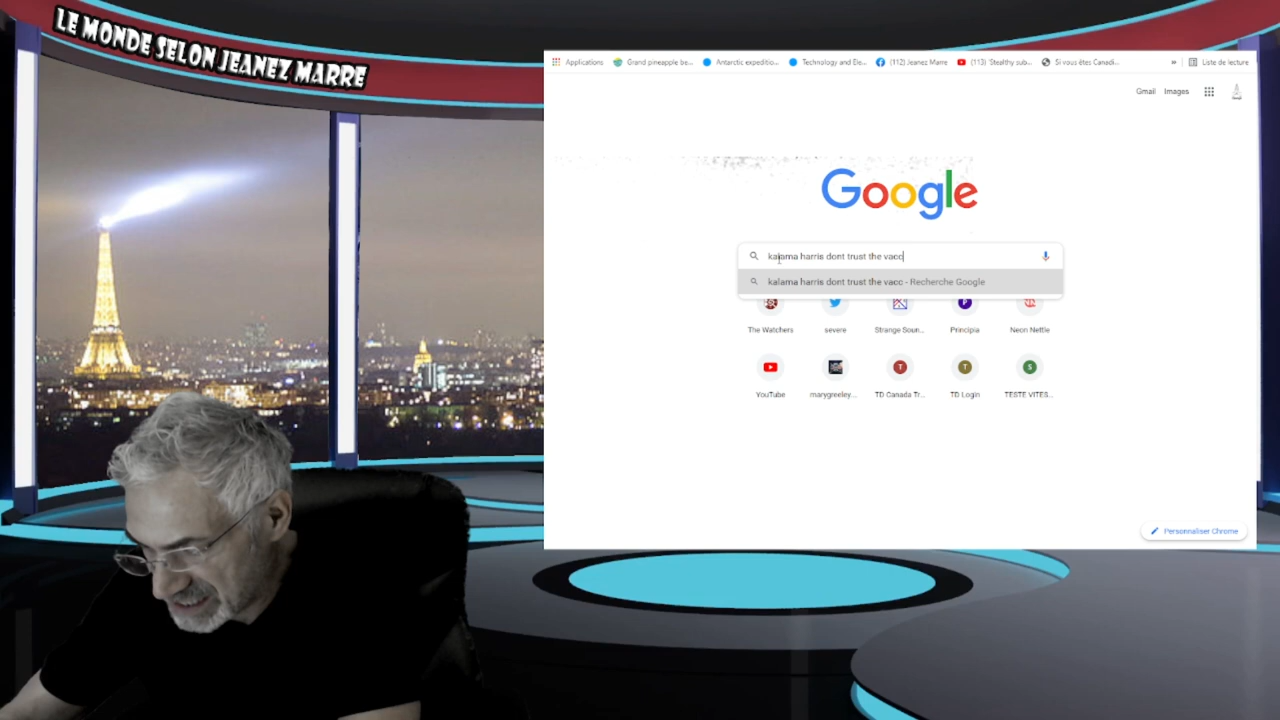 LE MONDE SELON JEANEZ MARRE
Applications Grand pineapple be... Antarctic expeditio... Technology and Ele... (112) Jeanez Marre (113) 'Stealthy sub... Si vous êtes Canadi... » Liste de lecture
Gmail Images
Google
kalama harris dont trust the vacc
kalama harris dont trust the vacc - Recherche Google
The Watchers severe Strange Soun... Principia Neon Nettle
YouTube marygreeley... TD Canada Tr... TD Login TESTE VITES...
Personnaliser Chrome